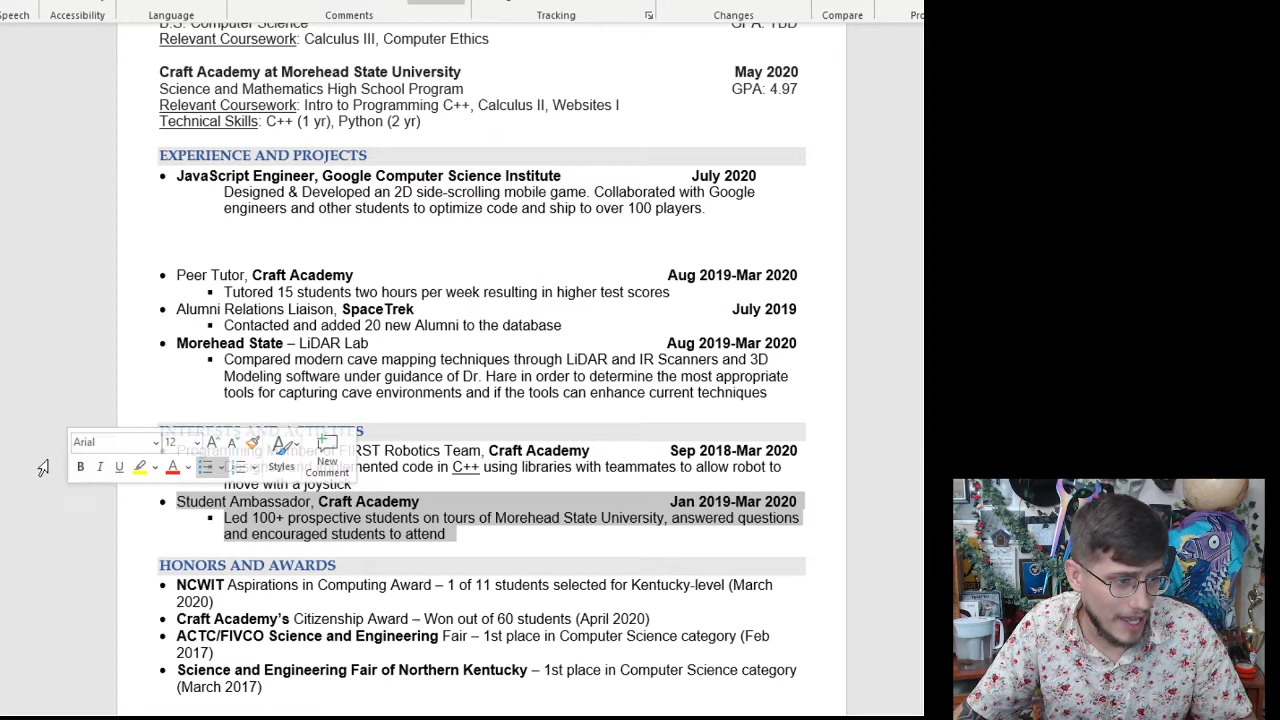 Speech
Accessibility
Language
Comments
Tracking
Changes
Compare
B.S. Computer Science GPA: TBD
Relevant Coursework: Calculus III, Computer Ethics
Craft Academy at Morehead State University May 2020
Science and Mathematics High School Program GPA: 4.97
Relevant Coursework: Intro to Programming C++, Calculus II, Websites I
Technical Skills: C++ (1 yr), Python (2 yr)
EXPERIENCE AND PROJECTS
• JavaScript Engineer, Google Computer Science Institute July 2020
Designed & Developed an 2D side-scrolling mobile game. Collaborated with Google
engineers and other students to optimize code and ship to over 100 players.
• Peer Tutor, Craft Academy Aug 2019-Mar 2020
▪ Tutored 15 students two hours per week resulting in higher test scores
• Alumni Relations Liaison, SpaceTrek July 2019
▪ Contacted and added 20 new Alumni to the database
• Morehead State – LiDAR Lab Aug 2019-Mar 2020
▪ Compared modern cave mapping techniques through LiDAR and IR Scanners and 3D
Modeling software under guidance of Dr. Hare in order to determine the most appropriate
tools for capturing cave environments and if the tools can enhance current techniques
INTERESTS AND ACTIVITES
Arial 12
B I U A Styles New
Comment
Programming Member of FIRST Robotics Team, Craft Academy Sep 2018-Mar 2020
implemented code in C++ using libraries with teammates to allow robot to
move with a joystick
• Student Ambassador, Craft Academy Jan 2019-Mar 2020
▪ Led 100+ prospective students on tours of Morehead State University, answered questions
and encouraged students to attend
HONORS AND AWARDS
• NCWIT Aspirations in Computing Award – 1 of 11 students selected for Kentucky-level (March
2020)
• Craft Academy's Citizenship Award – Won out of 60 students (April 2020)
• ACTC/FIVCO Science and Engineering Fair – 1st place in Computer Science category (Feb
2017)
• Science and Engineering Fair of Northern Kentucky – 1st place in Computer Science category
(March 2017)